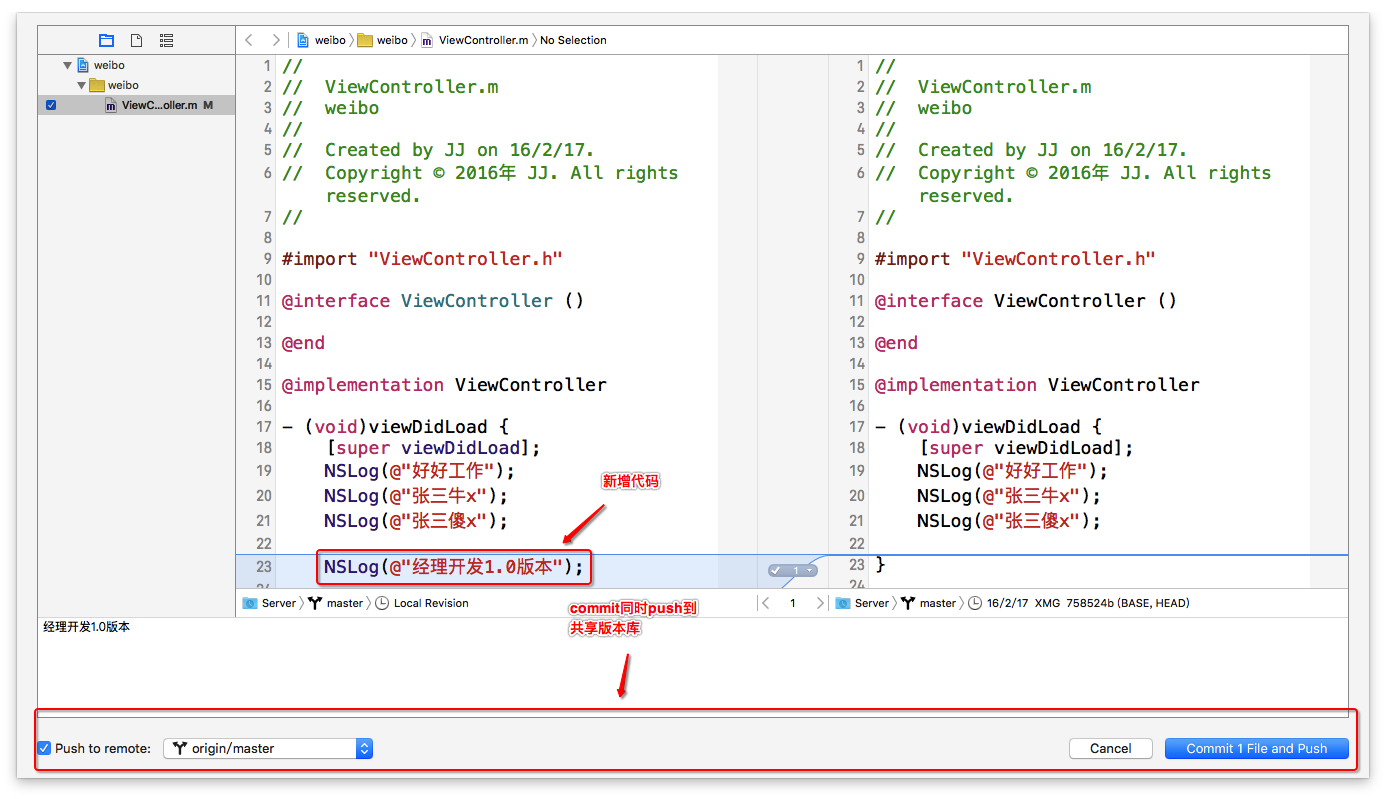 weibo
weibo
ViewC...oller.m M
weibo weibo ViewController.m No Selection
1 //
2 // ViewController.m
3 // weibo
4 //
5 // Created by JJ on 16/2/17.
6 // Copyright © 2016年 JJ. All rights
reserved.
7 //
8
9 #import "ViewController.h"
10
11 @interface ViewController ()
12
13 @end
14
15 @implementation ViewController
16
17 - (void)viewDidLoad {
18 [super viewDidLoad];
19 NSLog(@"好好工作");
20 NSLog(@"张三牛x");
21 NSLog(@"张三傻x");
22
23 NSLog(@"经理开发1.0版本");
24
新增代码
1
1 //
2 // ViewController.m
3 // weibo
4 //
5 // Created by JJ on 16/2/17.
6 // Copyright © 2016年 JJ. All rights
reserved.
7 //
8
9 #import "ViewController.h"
10
11 @interface ViewController ()
12
13 @end
14
15 @implementation ViewController
16
17 - (void)viewDidLoad {
18 [super viewDidLoad];
19 NSLog(@"好好工作");
20 NSLog(@"张三牛x");
21 NSLog(@"张三傻x");
22
23 }
24
Server master Local Revision
1
Server master 16/2/17 XMG 758524b (BASE, HEAD)
commit同时push到
共享版本库
经理开发1.0版本
Push to remote: origin/master
Cancel
Commit 1 File and Push